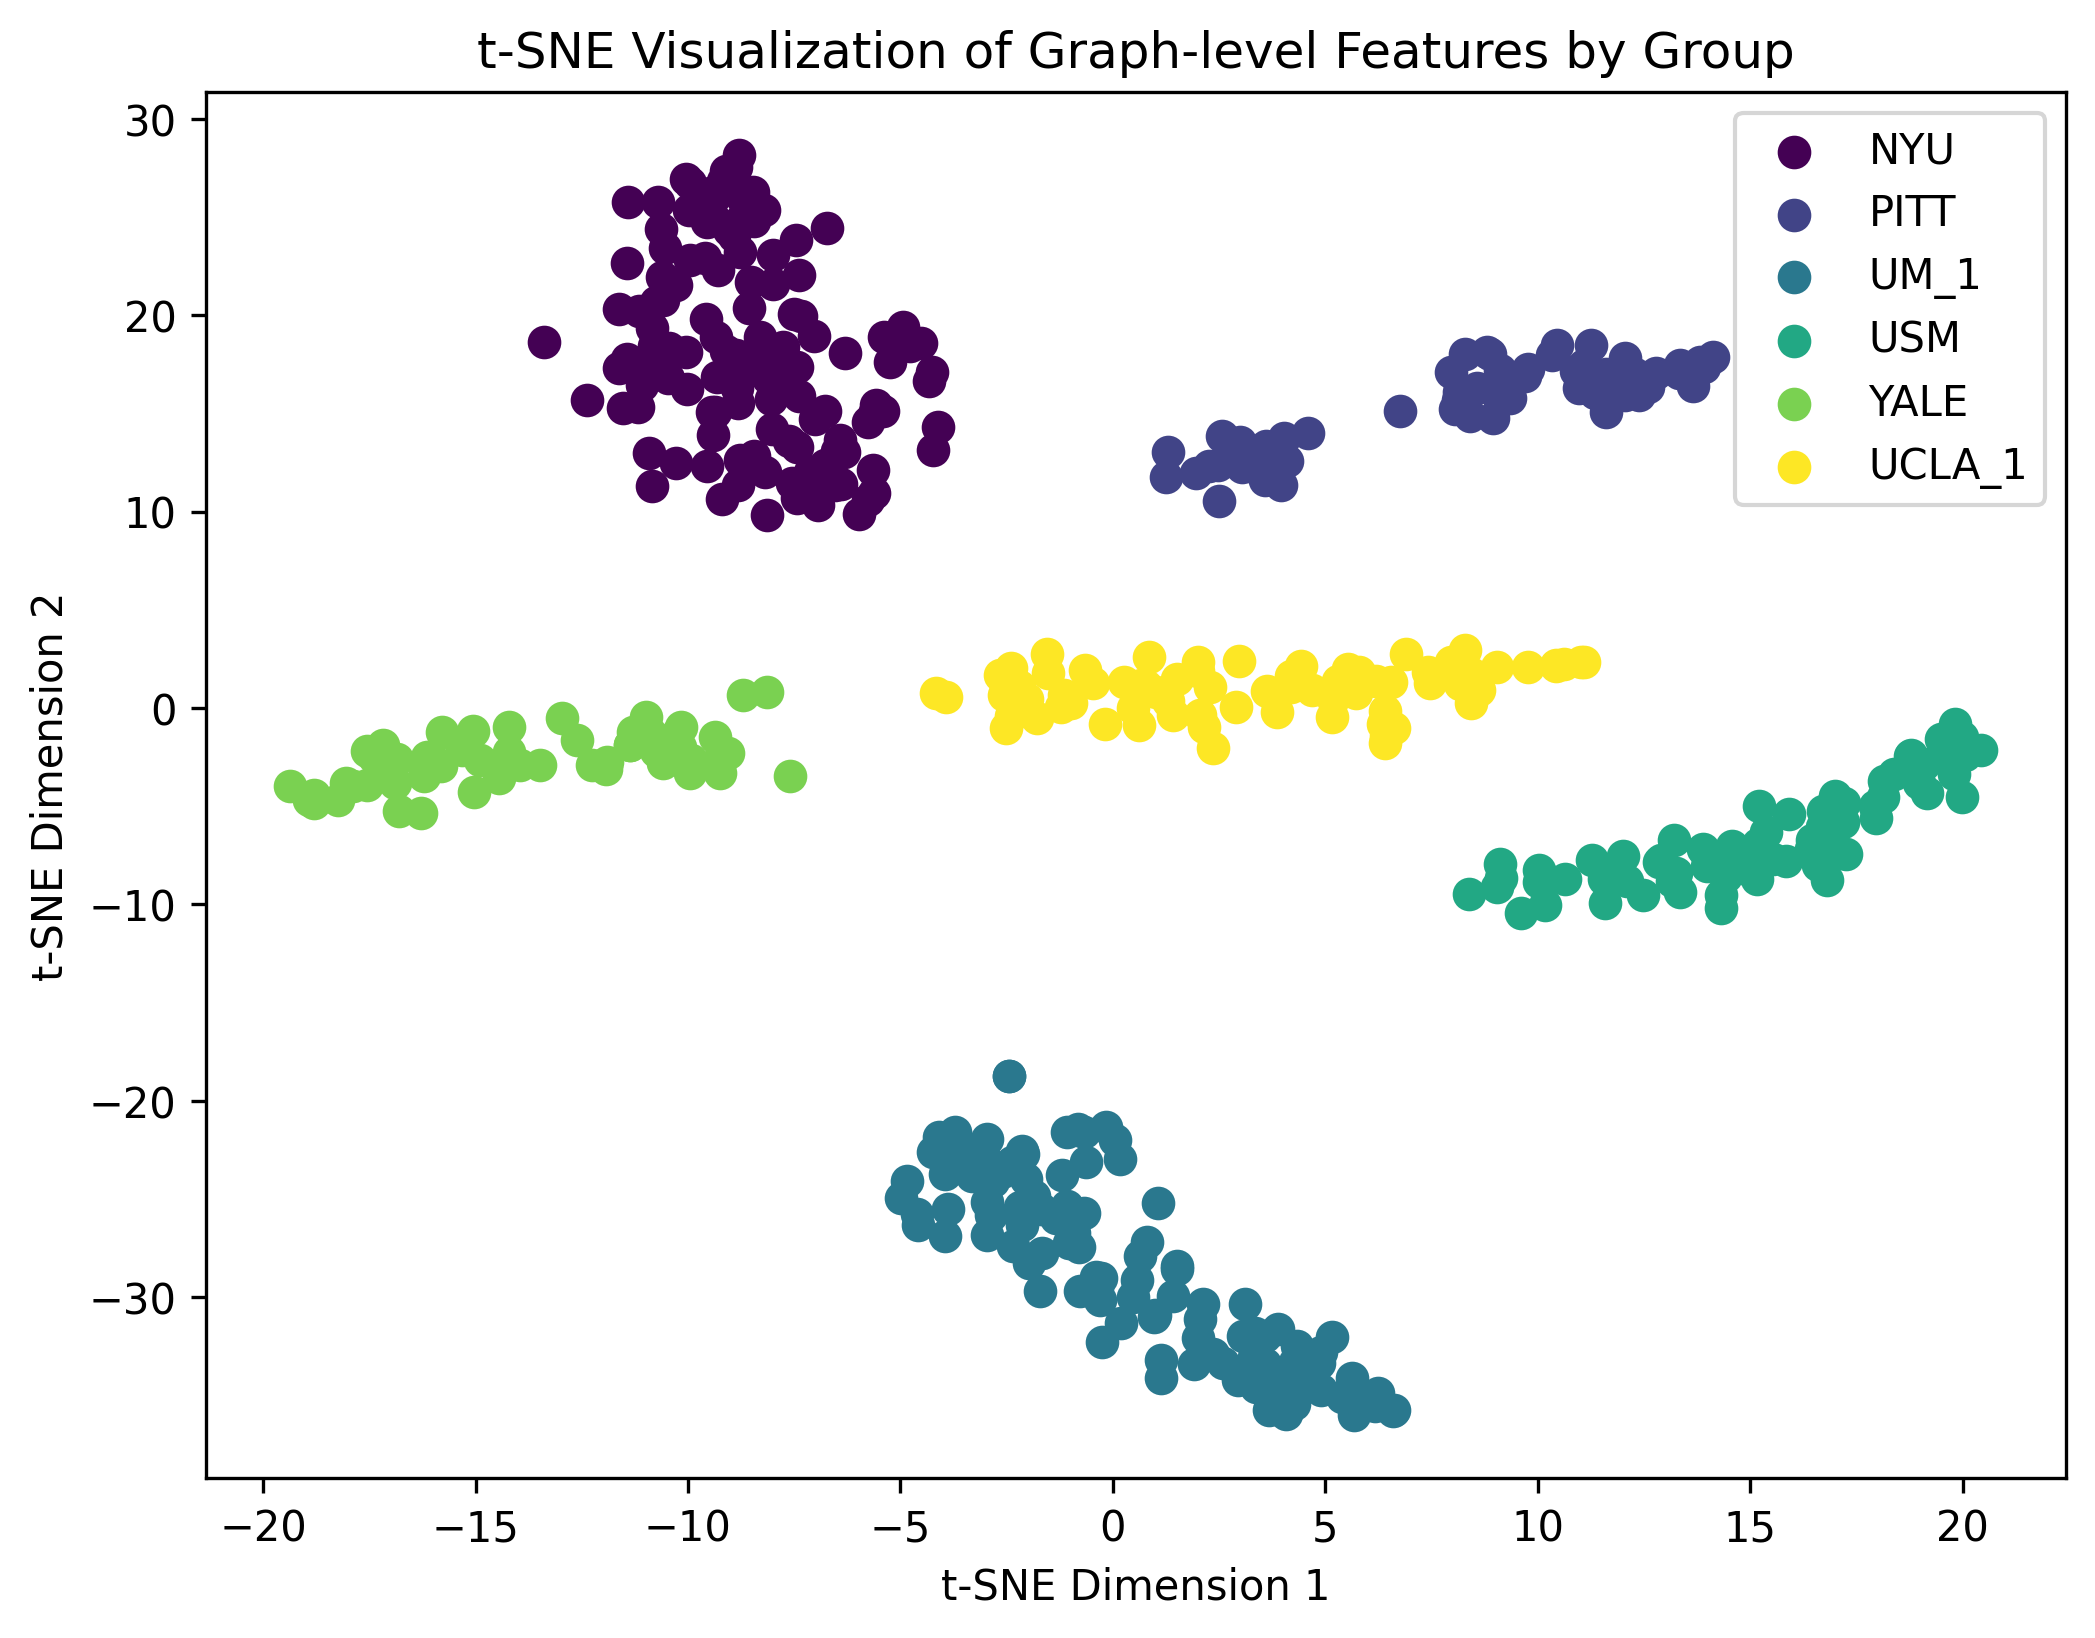 t-SNE Visualization of Graph-level Features by Group
NYU
PITT
UM_1
USM
YALE
UCLA_1
30
20
10
0
−10
−20
−30
t-SNE Dimension 2
−20 −15 −10 −5 0 5 10 15 20
t-SNE Dimension 1